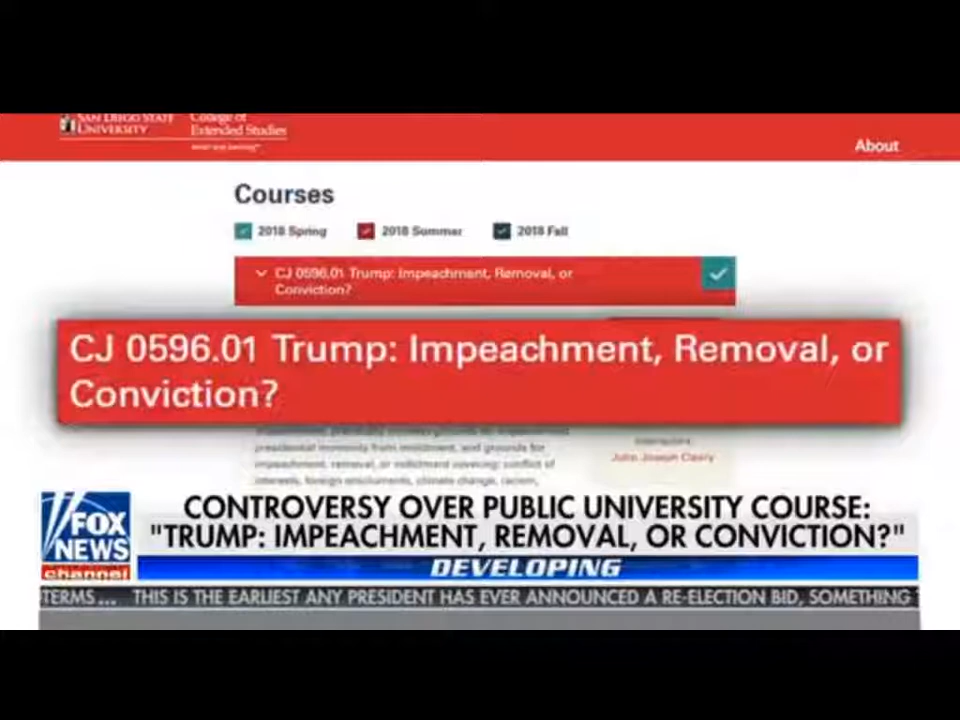 SAN DIEGO STATE
UNIVERSITY
College of
Extended Studies
About
Courses
2018 Spring
2018 Summer
2018 Fall
CJ 0596.01 Trump: Impeachment, Removal, or
Conviction?
CJ 0596.01 Trump: Impeachment, Removal, or
Conviction?
presidential immunity from indictment, and grounds for
impeachment, removal, or indictment covering: conflict of
interests, foreign emoluments, climate change, racism,
Instructors
John Joseph Cleary
FOX
NEWS
channel
CONTROVERSY OVER PUBLIC UNIVERSITY COURSE:
"TRUMP: IMPEACHMENT, REMOVAL, OR CONVICTION?"
DEVELOPING
TERMS... THIS IS THE EARLIEST ANY PRESIDENT HAS EVER ANNOUNCED A RE-ELECTION BID, SOMETHING